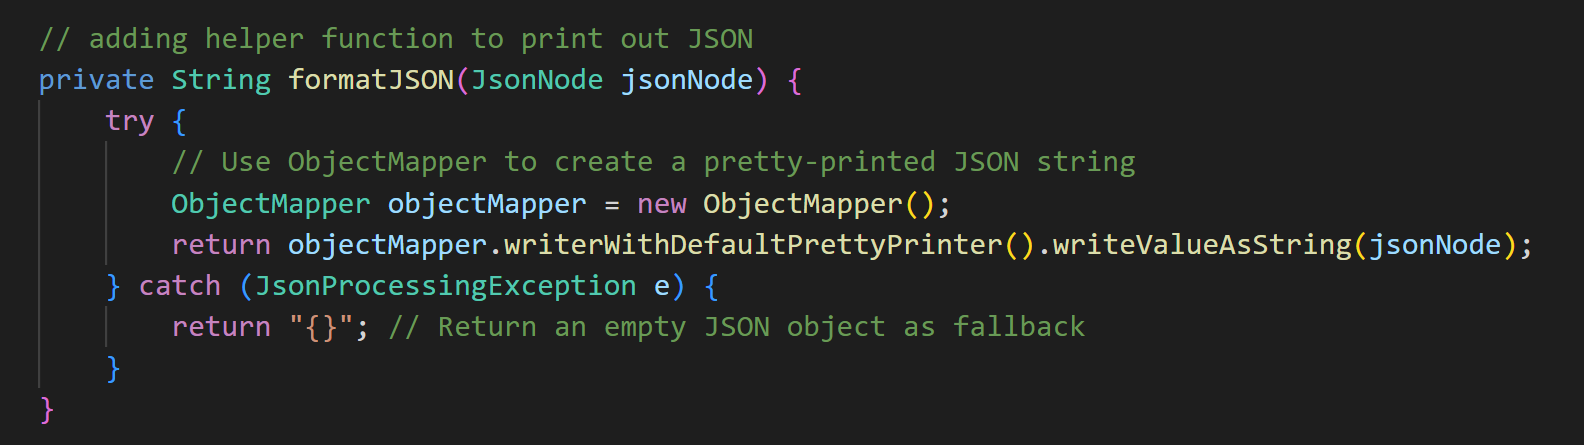 // adding helper function to print out JSON
private String formatJSON(JsonNode jsonNode) {
    try {
        // Use ObjectMapper to create a pretty-printed JSON string
        ObjectMapper objectMapper = new ObjectMapper();
        return objectMapper.writerWithDefaultPrettyPrinter().writeValueAsString(jsonNode);
    } catch (JsonProcessingException e) {
        return "{}"; // Return an empty JSON object as fallback
    }
}